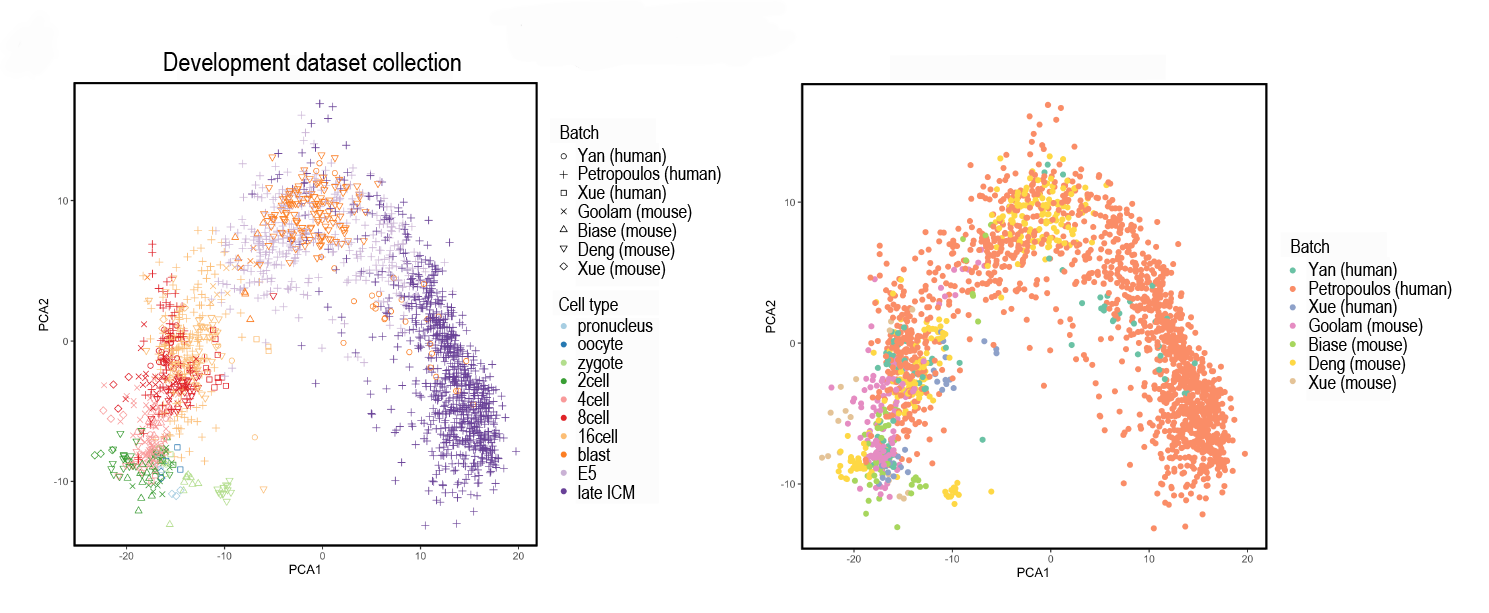 Development dataset collection
10
0
-10
-20
-10
0
10
20
PCA1
PCA2
Batch
Yan (human)
Petropoulos (human)
Xue (human)
Goolam (mouse)
Biase (mouse)
Deng (mouse)
Xue (mouse)
Cell type
pronucleus
oocyte
zygote
2cell
4cell
8cell
16cell
blast
E5
late ICM
10
0
-10
-20
-10
0
10
20
PCA1
PCA2
Batch
Yan (human)
Petropoulos (human)
Xue (human)
Goolam (mouse)
Biase (mouse)
Deng (mouse)
Xue (mouse)